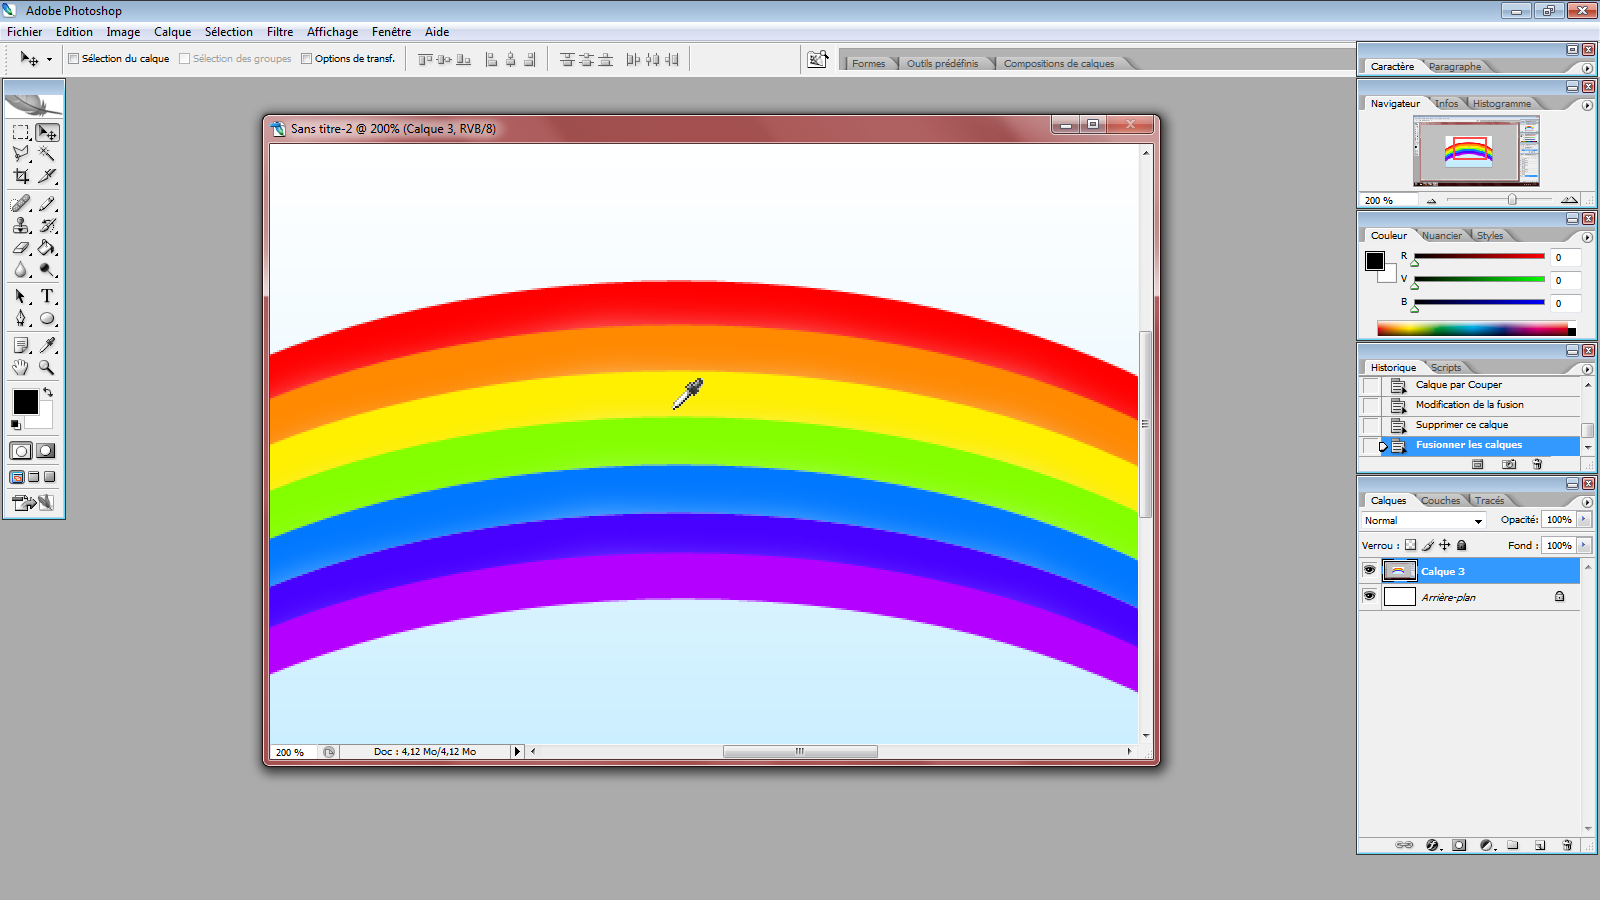 Adobe Photoshop
Fichier Edition Image Calque Sélection Filtre Affichage Fenêtre Aide
Sélection du calque Sélection des groupes Options de transf.
Formes Outils prédéfinis Compositions de calques
Caractère Paragraphe
Navigateur Infos Histogramme
200 %
Couleur Nuancier Styles
R 0
V 0
B 0
Historique Scripts
Calque par Couper
Modification de la fusion
Supprimer ce calque
Fusionner les calques
Calques Couches Tracés
Normal Opacité: 100%
Verrou : Fond : 100%
Calque 3
Arrière-plan
T
Sans titre-2 @ 200% (Calque 3, RVB/8)
200 % Doc : 4,12 Mo/4,12 Mo